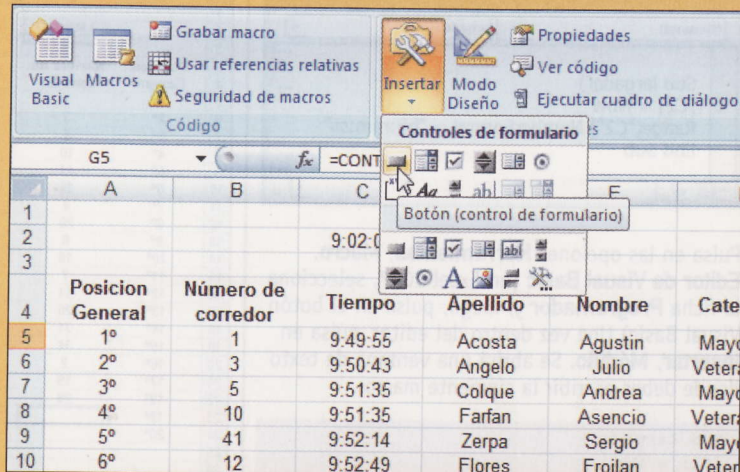 Grabar macro
Usar referencias relativas
Seguridad de macros
Visual Basic
Macros
Código
Insertar
Modo Diseño
Propiedades
Ver código
Ejecutar cuadro de diálogo
Controles de formulario
Botón (control de formulario)
G5 fx =CONT
A B C E
1
2 9:02:0
3
4 Posicion General Número de corredor Tiempo Apellido Nombre Cate
5 1º 1 9:49:55 Acosta Agustin Mayo
6 2º 3 9:50:43 Angelo Julio Vetera
7 3º 5 9:51:35 Colque Andrea Mayo
8 4º 10 9:51:35 Farfan Asencio Vetera
9 5º 41 9:52:14 Zerpa Sergio Mayo
10 6º 12 9:52:49 Flores Froilan Veter